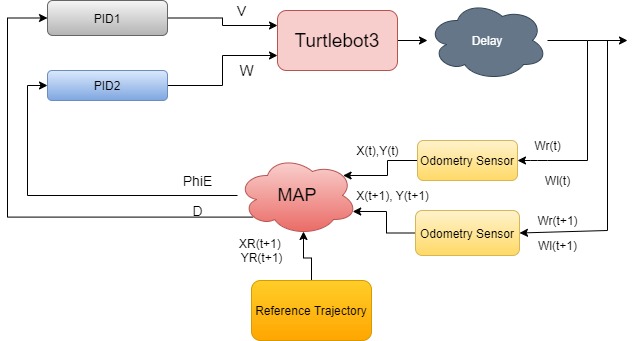 PID1
V
Turtlebot3
Delay
W
PID2
X(t),Y(t)
Odometry Sensor
Wr(t)
Wl(t)
PhiE
MAP
X(t+1), Y(t+1)
D
Odometry Sensor
Wr(t+1)
Wl(t+1)
XR(t+1)
YR(t+1)
Reference Trajectory